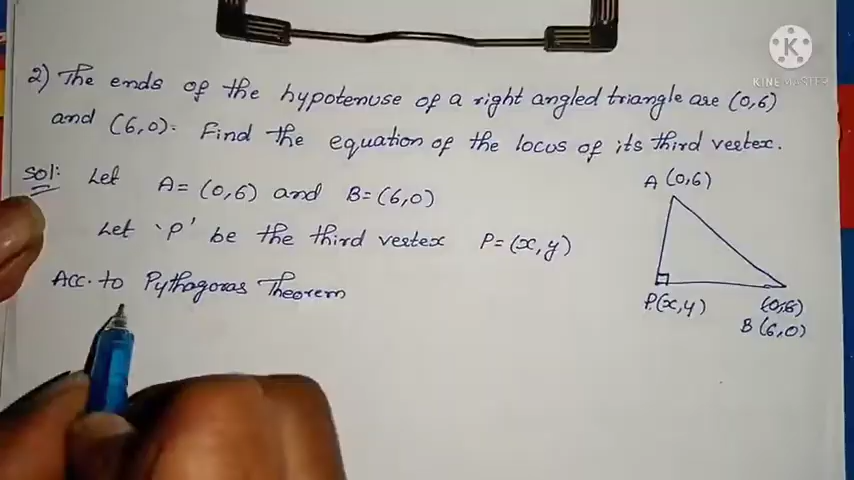 K
KINEMASTER
2) The ends of the hypotenuse of a right angled triangle are (0,6)
and (6,0). Find the equation of the locus of its third vertex.
Sol: Let A = (0,6) and B = (6,0)
Let 'P' be the third vertex P = (x,y)
Acc. to Pythagoras Theorem
A (0,6)
P(x,y)
(0,6)
B (6,0)